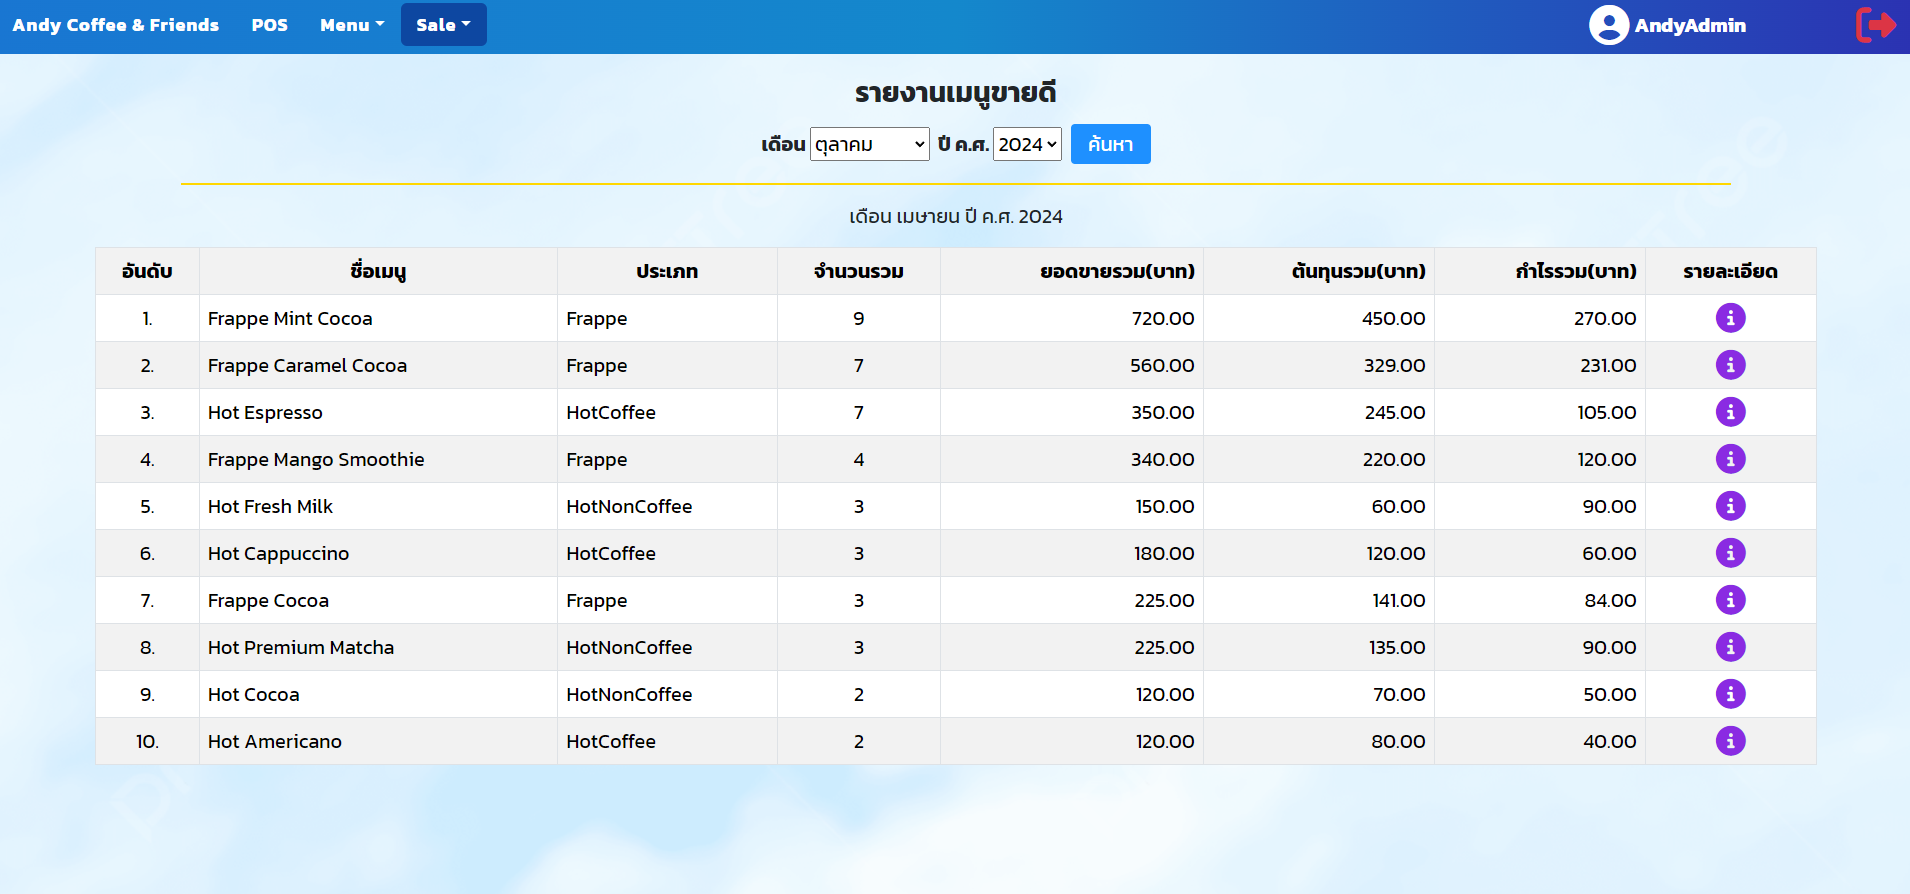 Andy Coffee & Friends POS Menu Sale AndyAdmin
รายงานเมนูขายดี
เดือน ตุลาคม ปี ค.ศ. 2024 ค้นหา
เดือน เมษายน ปี ค.ศ. 2024
อันดับ ชื่อเมนู ประเภท จำนวนรวม ยอดขายรวม(บาท) ต้นทุนรวม(บาท) กำไรรวม(บาท) รายละเอียด
1. Frappe Mint Cocoa Frappe 9 720.00 450.00 270.00
2. Frappe Caramel Cocoa Frappe 7 560.00 329.00 231.00
3. Hot Espresso HotCoffee 7 350.00 245.00 105.00
4. Frappe Mango Smoothie Frappe 4 340.00 220.00 120.00
5. Hot Fresh Milk HotNonCoffee 3 150.00 60.00 90.00
6. Hot Cappuccino HotCoffee 3 180.00 120.00 60.00
7. Frappe Cocoa Frappe 3 225.00 141.00 84.00
8. Hot Premium Matcha HotNonCoffee 3 225.00 135.00 90.00
9. Hot Cocoa HotNonCoffee 2 120.00 70.00 50.00
10. Hot Americano HotCoffee 2 120.00 80.00 40.00